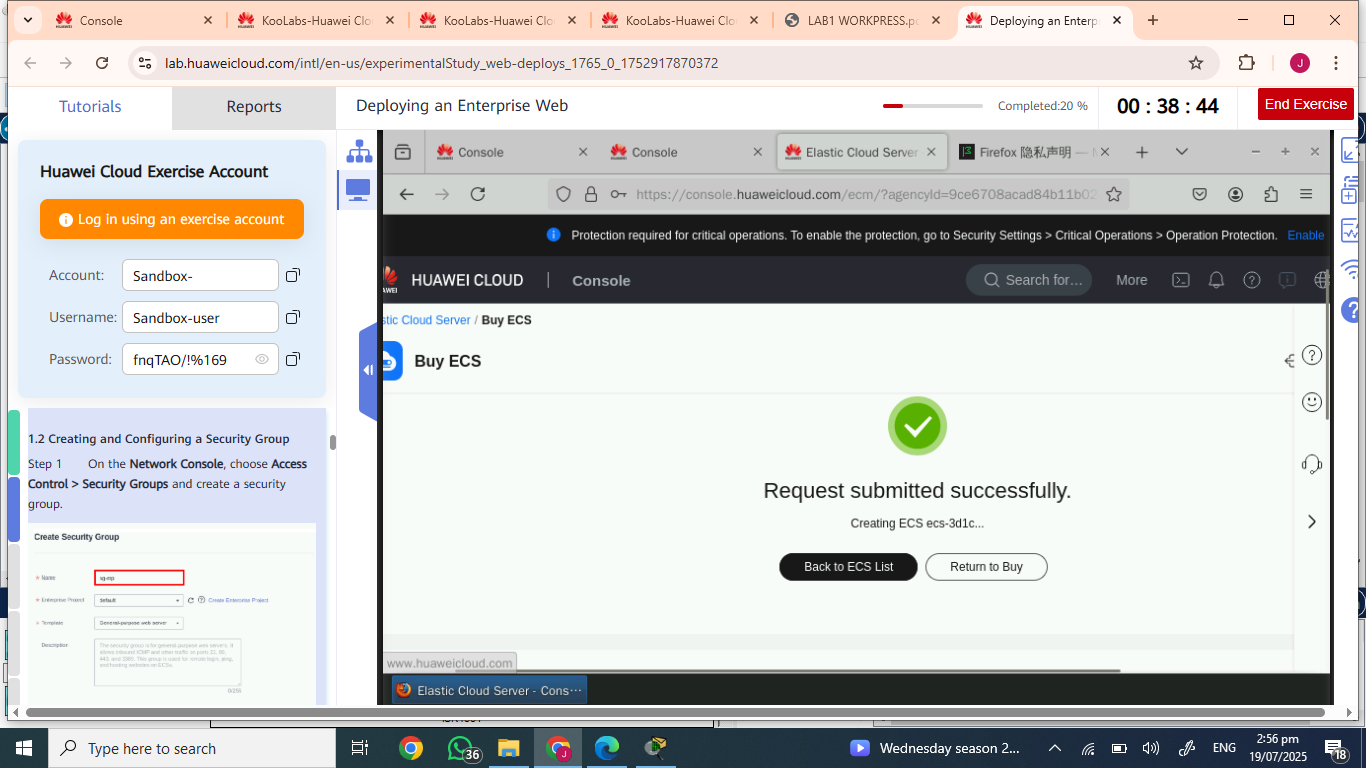 Console
KooLabs-Huawei Clo
KooLabs-Huawei Clo
KooLabs-Huawei Clo
LAB1 WORKPRESS.pd
Deploying an Enterp
lab.huaweicloud.com/intl/en-us/experimentalStudy_web-deploys_1765_0_1752917870372
J
Tutorials
Reports
Deploying an Enterprise Web
Completed:20 %
00 : 38 : 44
End Exercise
Huawei Cloud Exercise Account
Log in using an exercise account
Account:
Sandbox-
Username:
Sandbox-user
Password:
fnqTAO/!%169
1.2 Creating and Configuring a Security Group
Step 1 On the Network Console, choose Access
Control > Security Groups and create a security
group.
Create Security Group
Name
sg-mp
Enterprise Project
default
Create Enterprise Project
Template
General-purpose web server
Description
The security group is for general-purpose web servers. It
allows inbound ICMP and other traffic on ports 22, 80,
443, and 3389. This group is used for remote login, ping,
and hosting websites on ECSs.
0/255
Console
Console
Elastic Cloud Server
Firefox 隐私声明 —
https://console.huaweicloud.com/ecm/?agencyId=9ce6708acad84b11b02
Protection required for critical operations. To enable the protection, go to Security Settings > Critical Operations > Operation Protection. Enable
HUAWEI CLOUD
Console
Search for...
More
stic Cloud Server / Buy ECS
Buy ECS
Request submitted successfully.
Creating ECS ecs-3d1c...
Back to ECS List
Return to Buy
www.huaweicloud.com
Elastic Cloud Server - Cons···
Type here to search
36
Wednesday season 2...
ENG
2:56 pm
19/07/2025
18